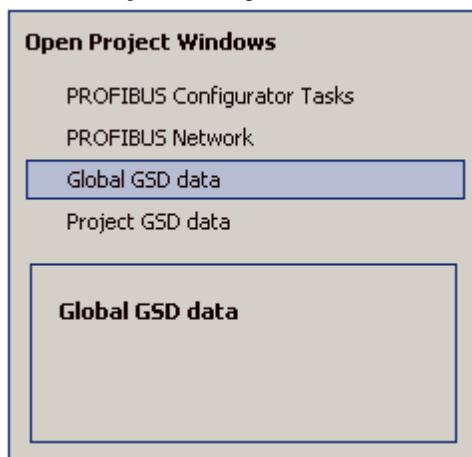 Open Project Windows
PROFIBUS Configurator Tasks
PROFIBUS Network
Global GSD data
Project GSD data
Global GSD data